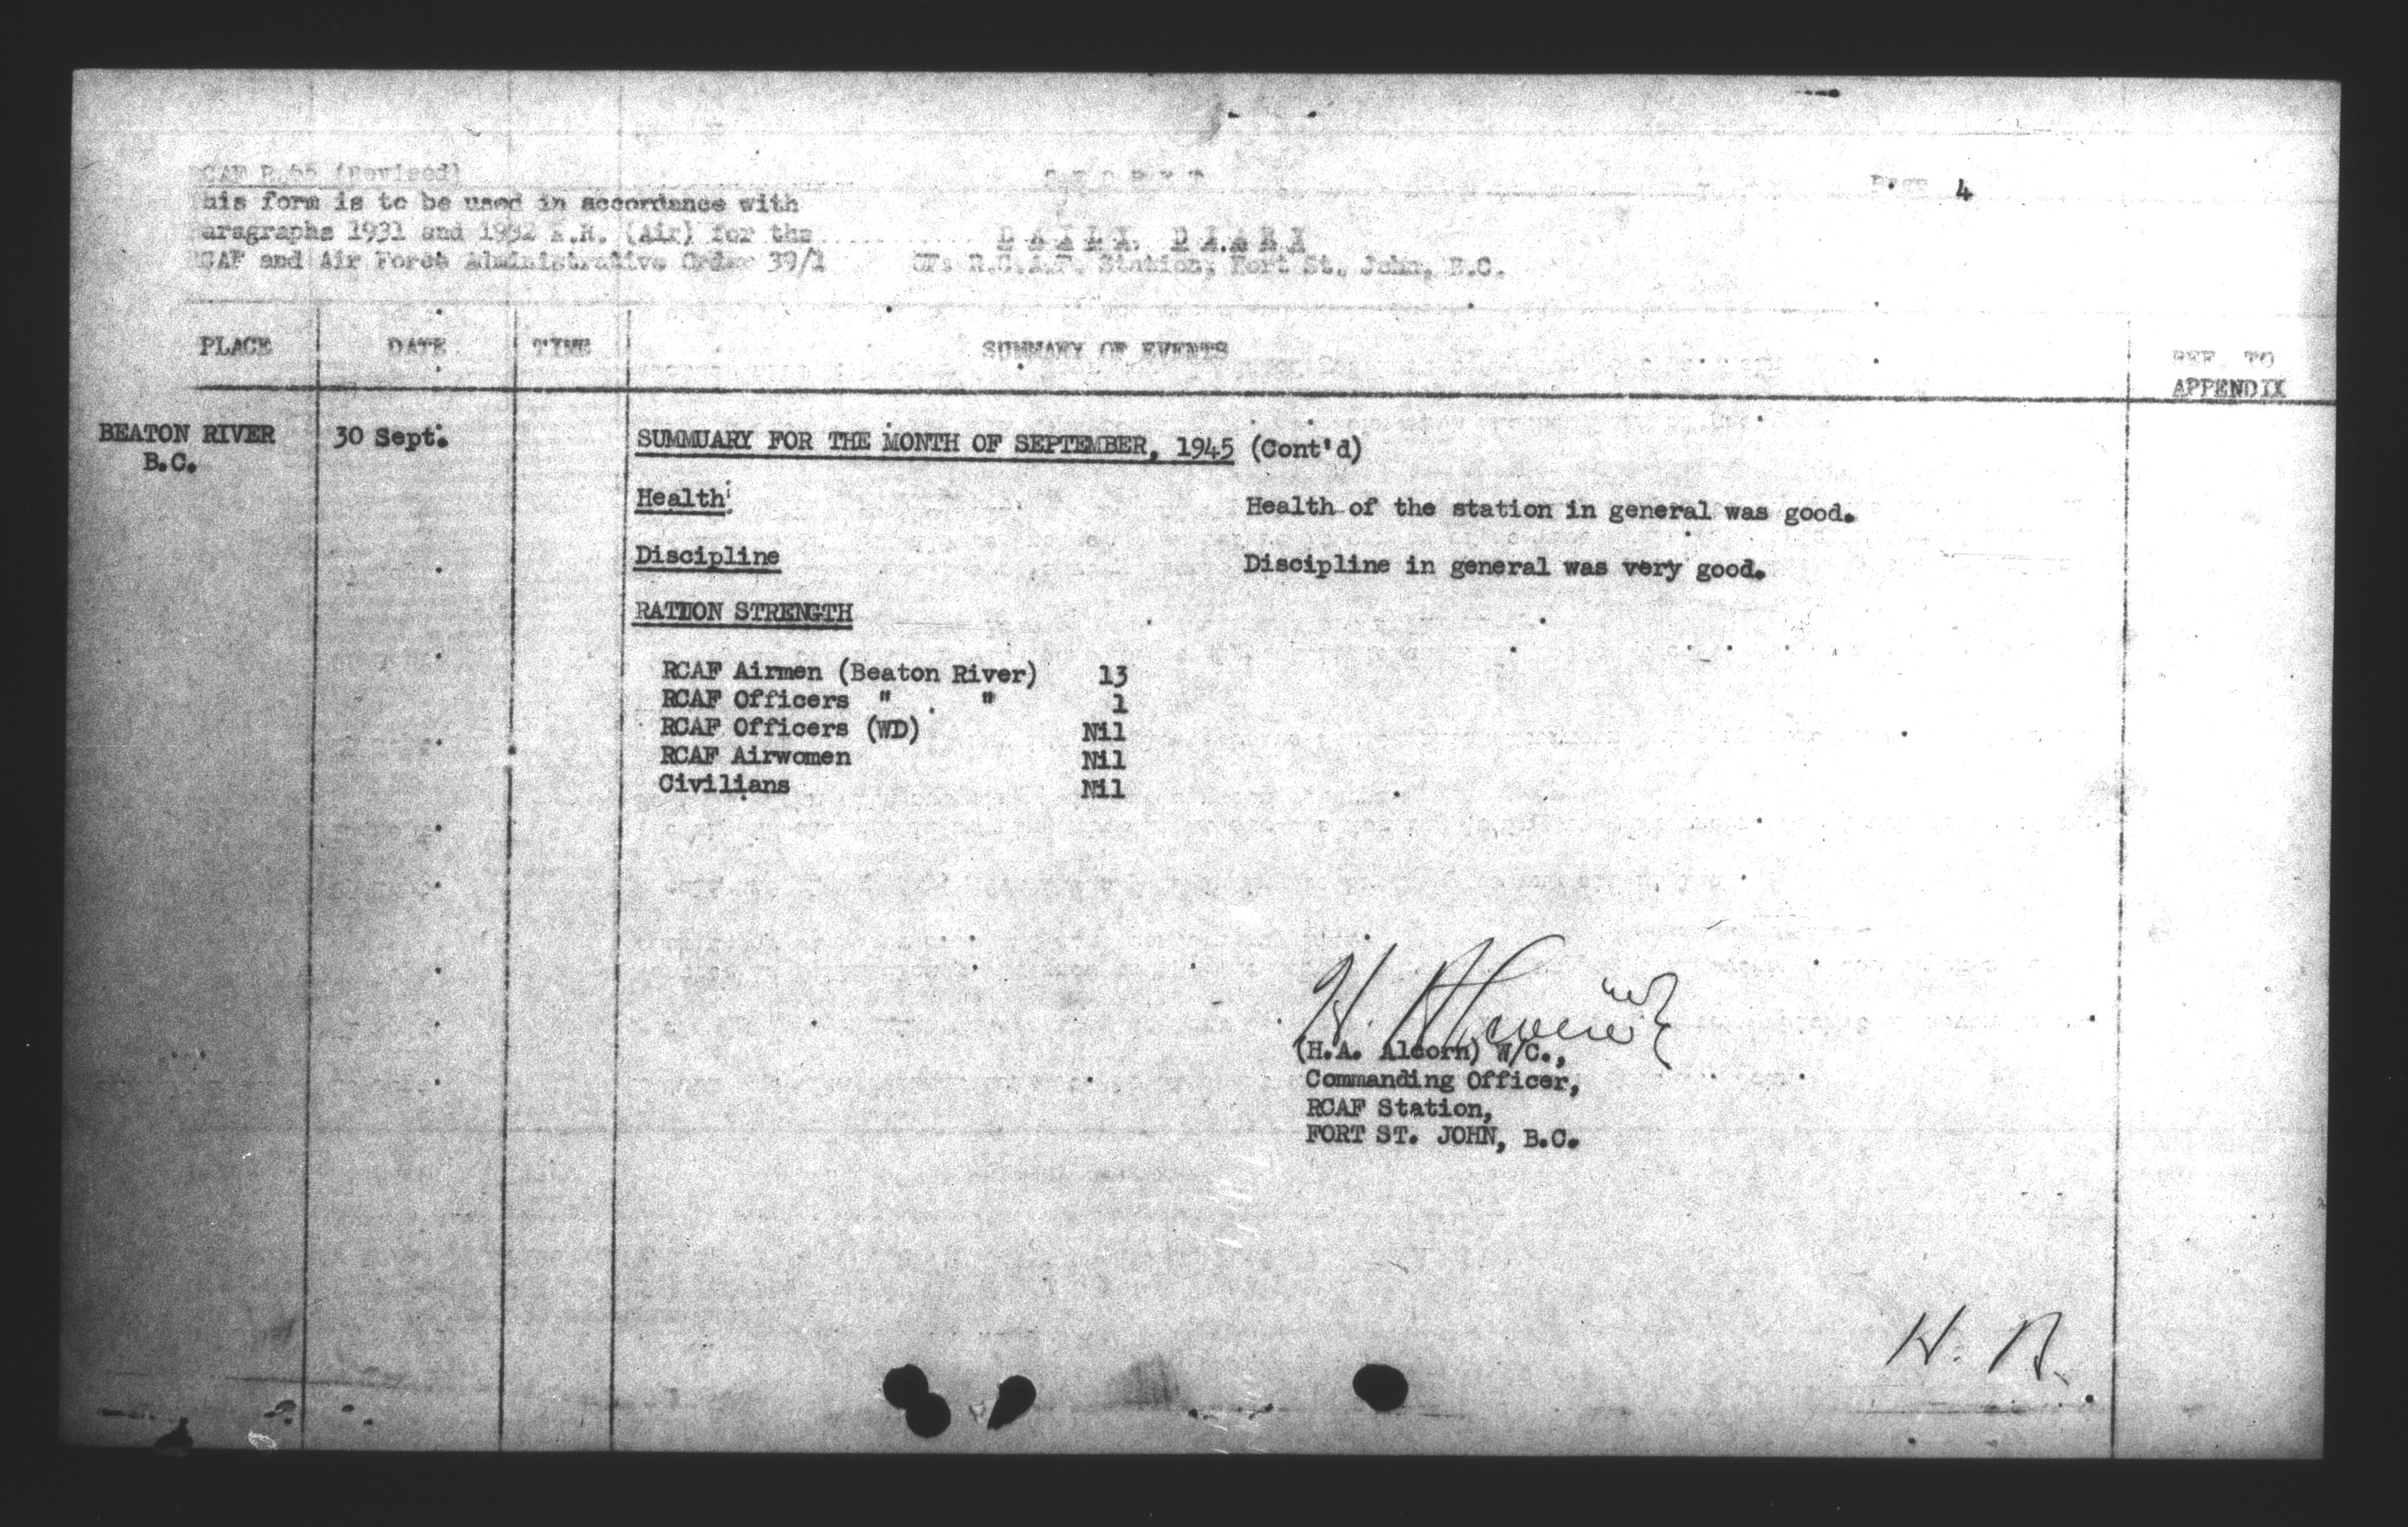 RCAF R.66 (Revised)
SECRET
Page 4
This form is to be used in accordance with
Paragraphs 1931 and 1932 K.R. (Air) for the
DAILY DIARY
RCAF and Air Force Administrative Order 39/1
OF: R.C.A.F. Station, Fort St. John, B.C.
PLACE DATE TIME SUMMARY OF EVENTS REF. TO
APPENDIX
BEATON RIVER 30 Sept. SUMMUARY FOR THE MONTH OF SEPTEMBER, 1945 (Cont'd)
B.C.
Health Health of the station in general was good.
Discipline Discipline in general was very good.
RATION STRENGTH
RCAF Airmen (Beaton River) 13
RCAF Officers " " 1
RCAF Officers (WD) Nil
RCAF Airwomen Nil
Civilians Nil
(H.A. Alcorn) W/C.,
Commanding Officer,
RCAF Station,
FORT ST. JOHN, B.C.
H. A.